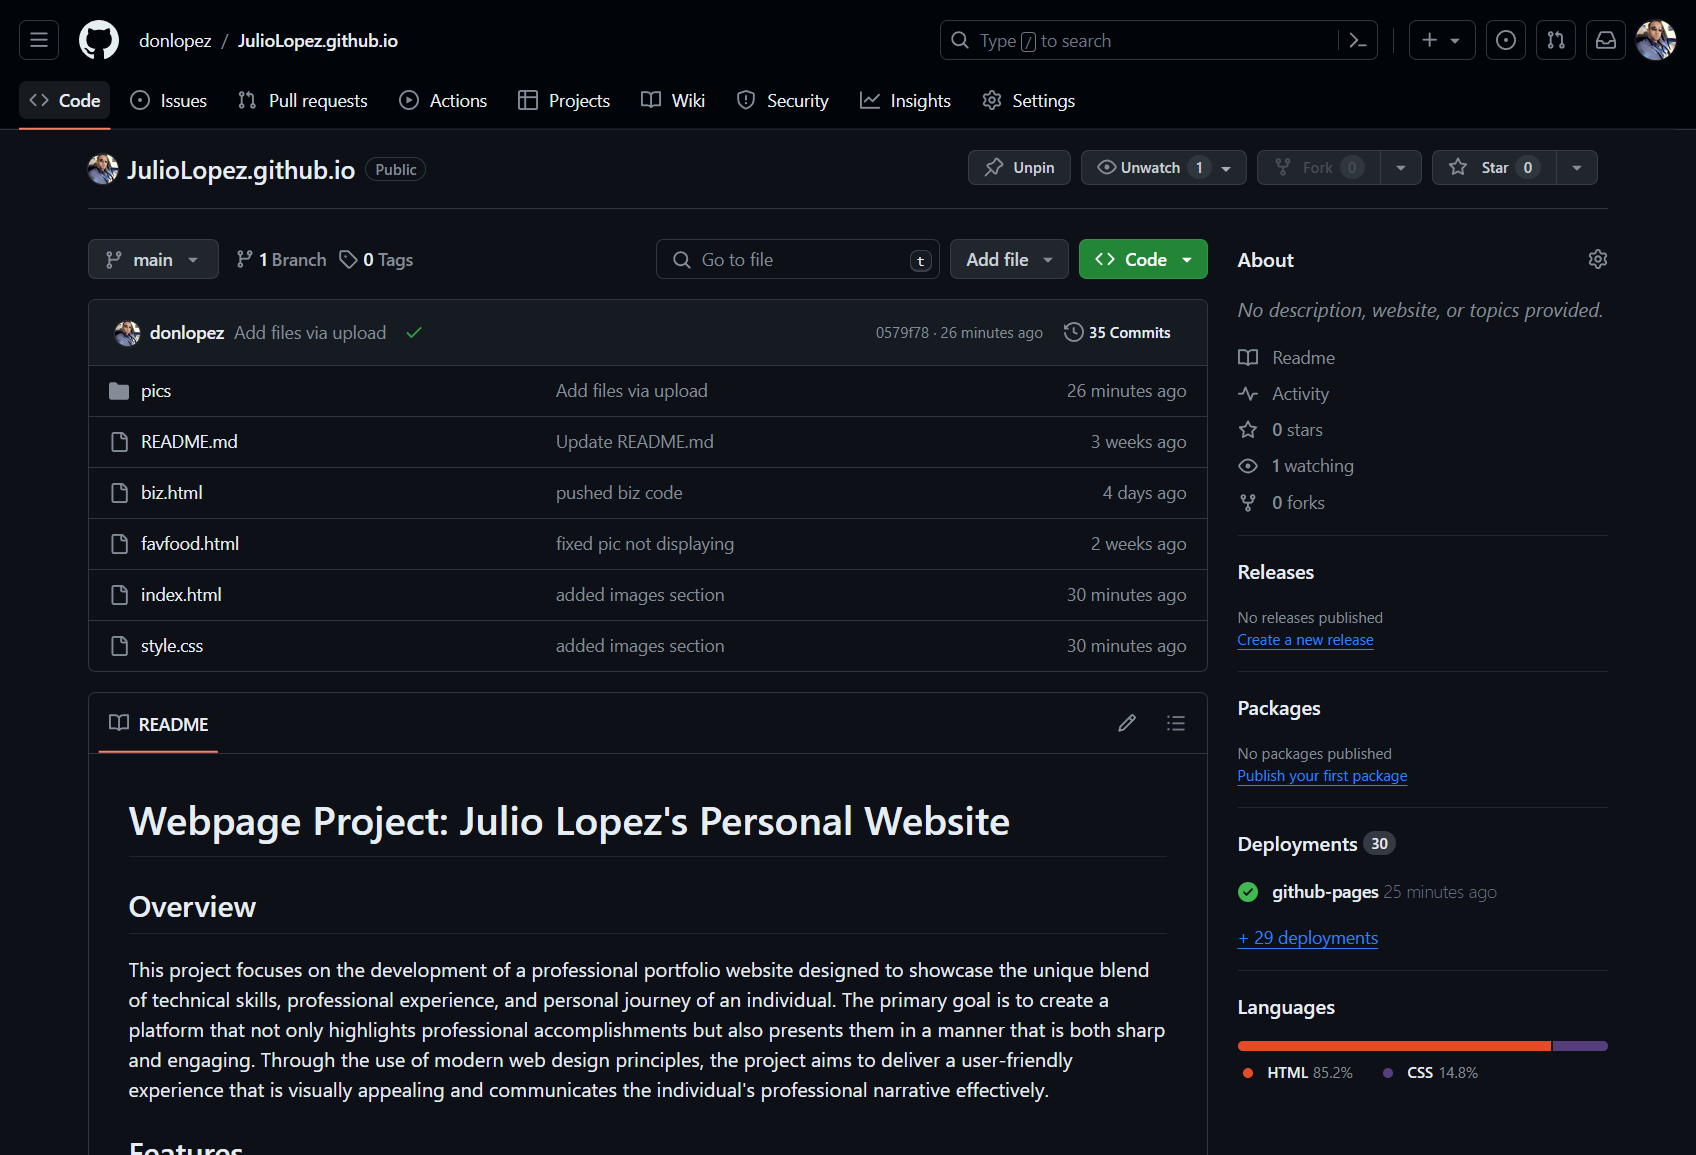 donlopez / JulioLopez.github.io
Type / to search
Code Issues Pull requests Actions Projects Wiki Security Insights Settings
JulioLopez.github.io Public
Unpin Unwatch 1 Fork 0 Star 0
main 1 Branch 0 Tags Go to file t Add file Code
donlopez Add files via upload 0579f78 · 26 minutes ago 35 Commits
pics Add files via upload 26 minutes ago
README.md Update README.md 3 weeks ago
biz.html pushed biz code 4 days ago
favfood.html fixed pic not displaying 2 weeks ago
index.html added images section 30 minutes ago
style.css added images section 30 minutes ago
README
Webpage Project: Julio Lopez's Personal Website
Overview
This project focuses on the development of a professional portfolio website designed to showcase the unique blend
of technical skills, professional experience, and personal journey of an individual. The primary goal is to create a
platform that not only highlights professional accomplishments but also presents them in a manner that is both sharp
and engaging. Through the use of modern web design principles, the project aims to deliver a user-friendly
experience that is visually appealing and communicates the individual's professional narrative effectively.
Features
About
No description, website, or topics provided.
Readme
Activity
0 stars
1 watching
0 forks
Releases
No releases published
Create a new release
Packages
No packages published
Publish your first package
Deployments 30
github-pages 25 minutes ago
+ 29 deployments
Languages
HTML 85.2% CSS 14.8%